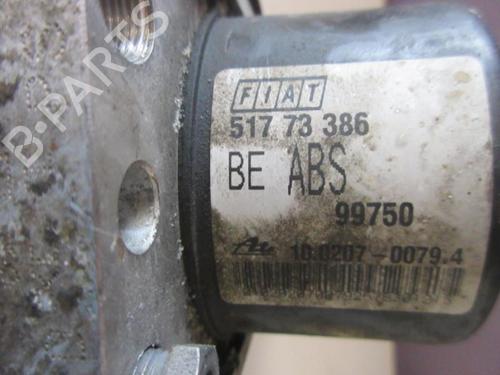 B-PARTS
FIAT
517 73 386
BE ABS
99750
10.0207-0079.4